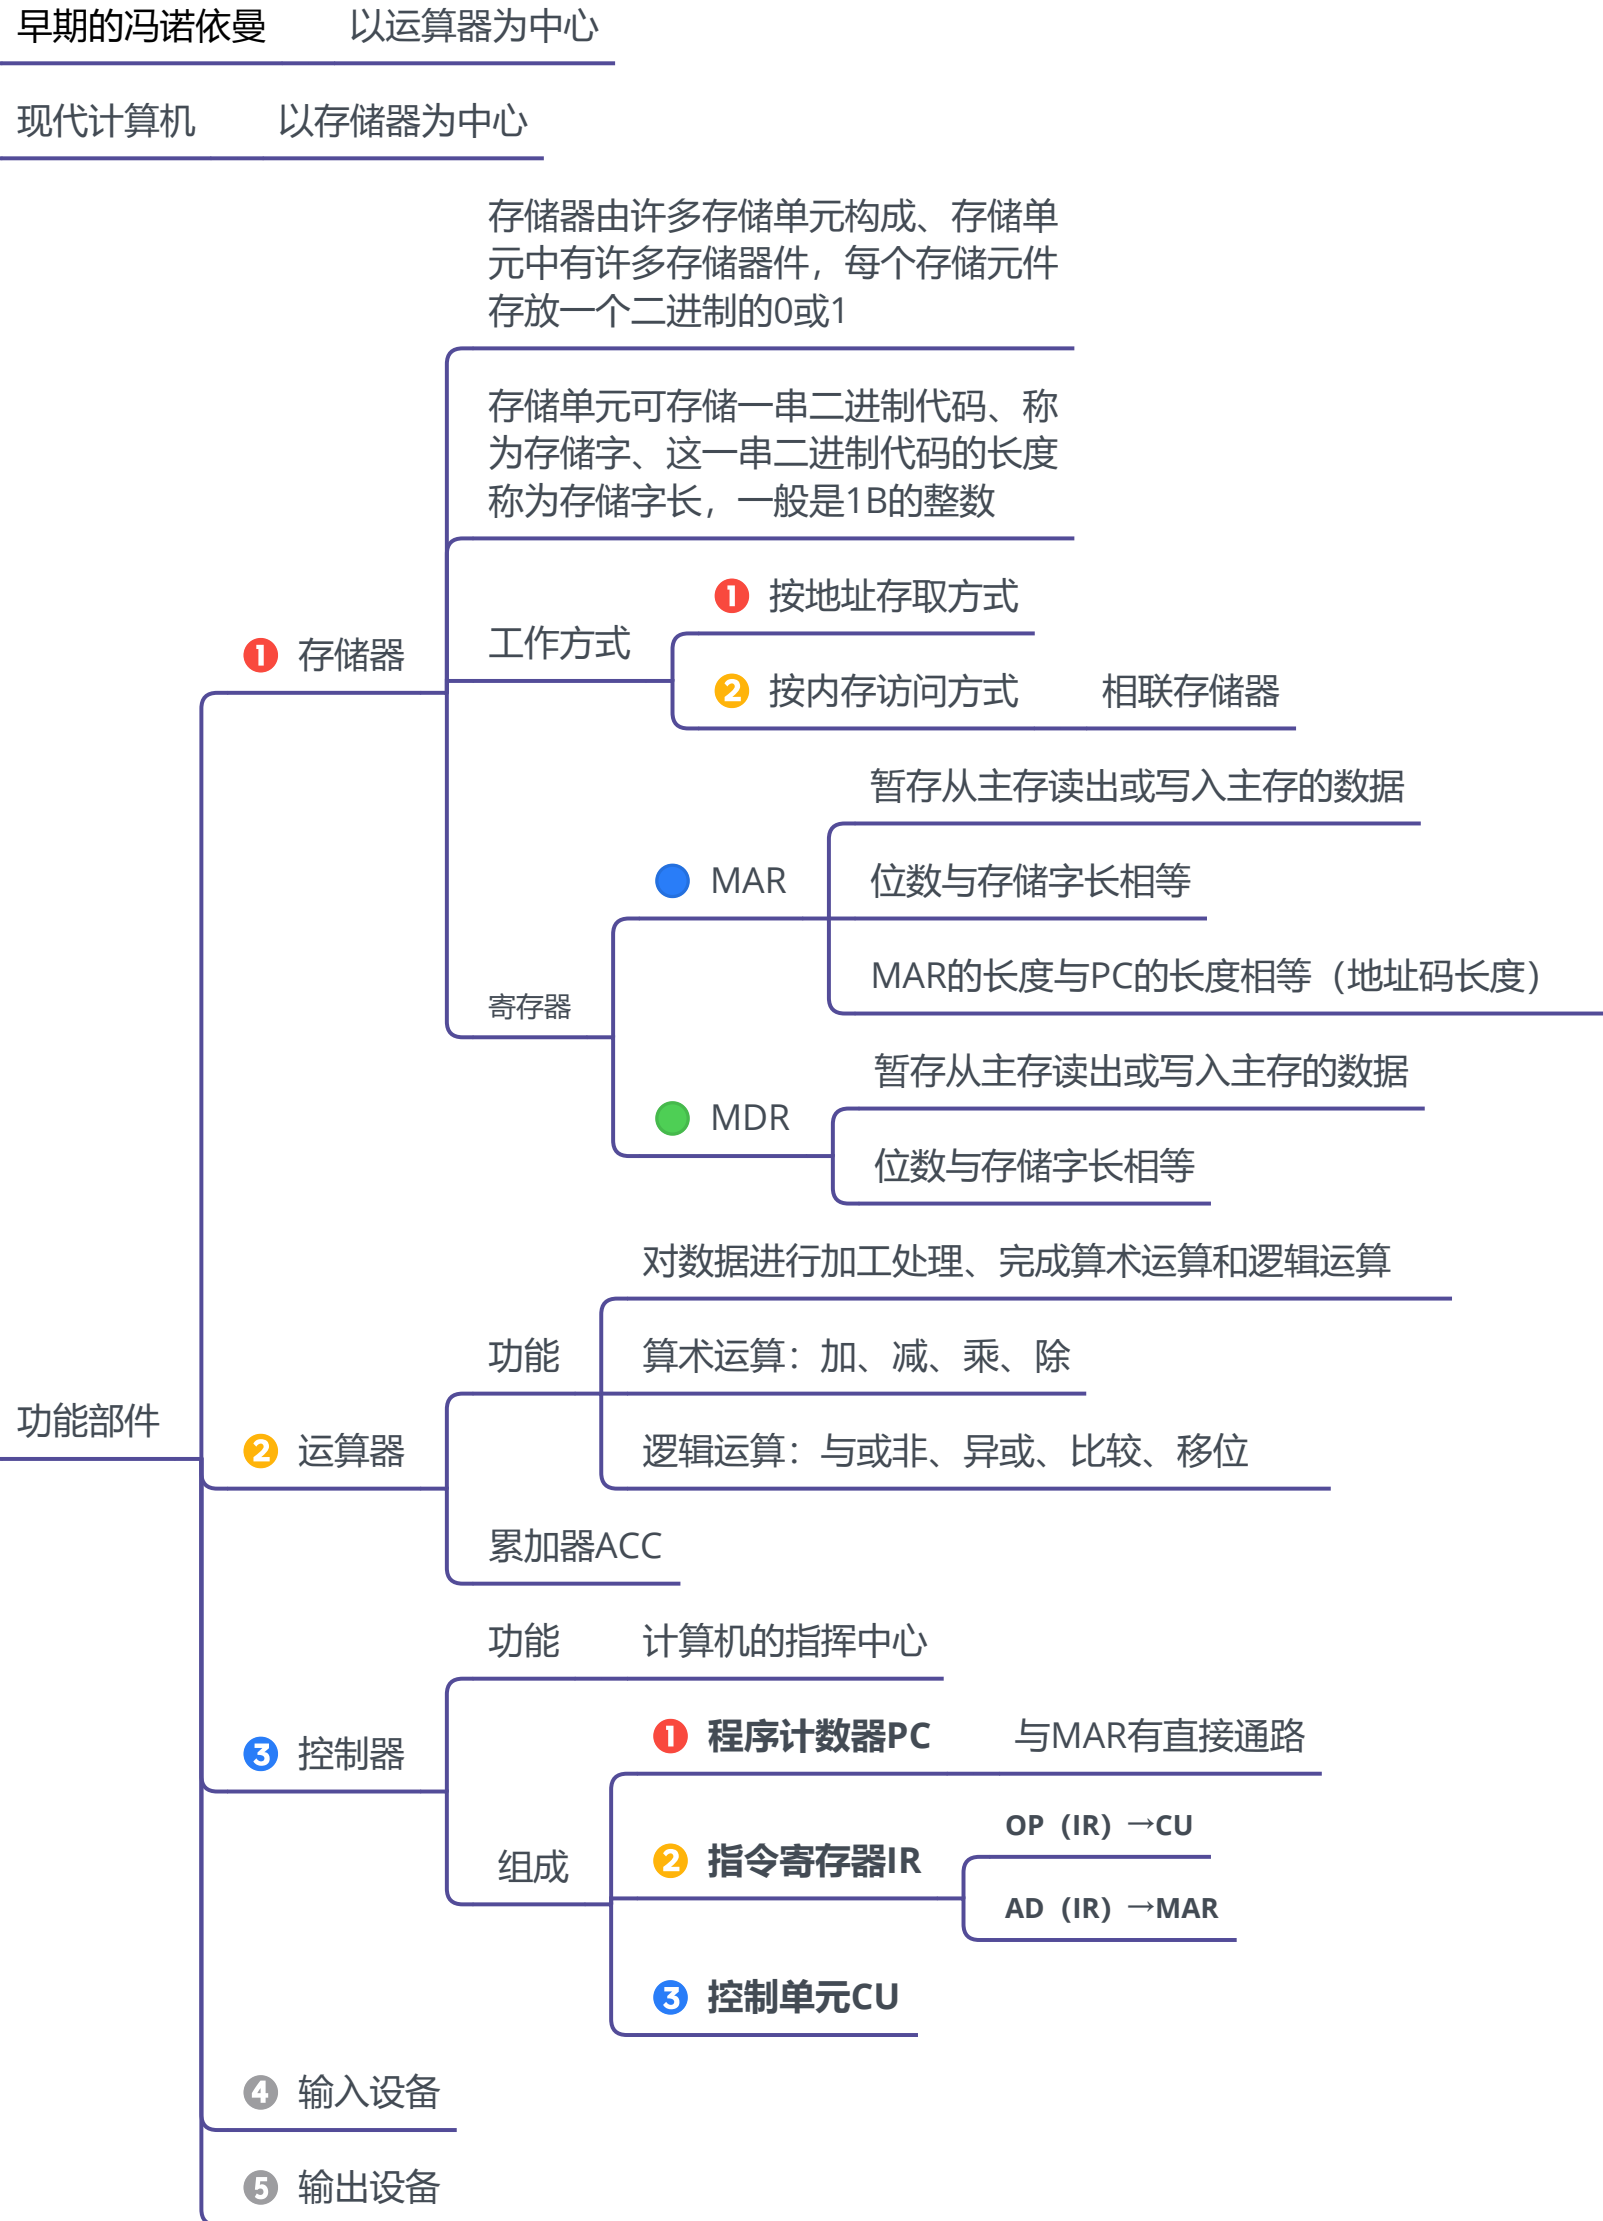 早期的冯诺依曼
以运算器为中心
现代计算机
以存储器为中心
功能部件
1 存储器
存储器由许多存储单元构成、存储单
元中有许多存储器件，每个存储元件
存放一个二进制的0或1
存储单元可存储一串二进制代码、称
为存储字、这一串二进制代码的长度
称为存储字长，一般是1B的整数
工作方式
1 按地址存取方式
2 按内存访问方式
相联存储器
寄存器
MAR
暂存从主存读出或写入主存的数据
位数与存储字长相等
MAR的长度与PC的长度相等（地址码长度）
MDR
暂存从主存读出或写入主存的数据
位数与存储字长相等
2 运算器
功能
对数据进行加工处理、完成算术运算和逻辑运算
算术运算：加、减、乘、除
逻辑运算：与或非、异或、比较、移位
累加器ACC
3 控制器
功能
计算机的指挥中心
组成
1 程序计数器PC
与MAR有直接通路
2 指令寄存器IR
OP（IR）→CU
AD（IR）→MAR
3 控制单元CU
4 输入设备
5 输出设备